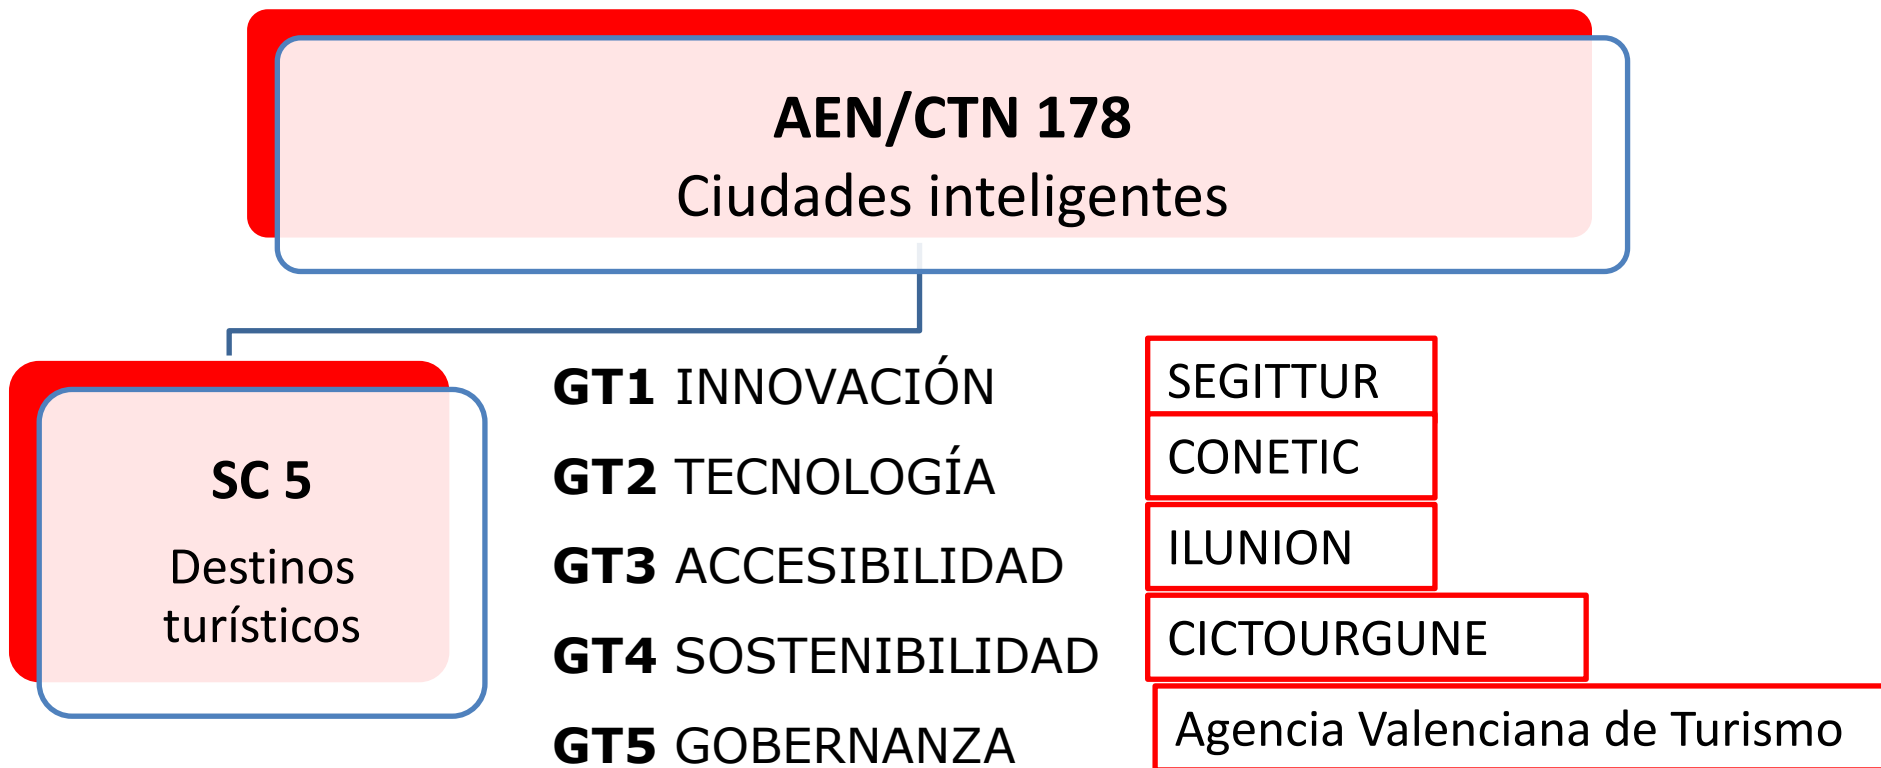 AEN/CTN 178
Ciudades inteligentes
SC 5
Destinos
turísticos
GT1 INNOVACIÓN
SEGITTUR
GT2 TECNOLOGÍA
CONETIC
GT3 ACCESIBILIDAD
ILUNION
GT4 SOSTENIBILIDAD
CICTOURGUNE
GT5 GOBERNANZA
Agencia Valenciana de Turismo